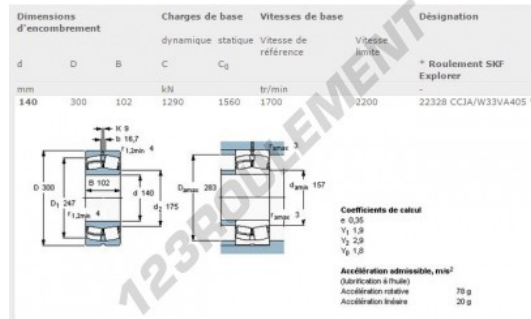 Dimensions d'encombrement Charges de base Vitesses de base Désignation
dynamique statique Vitesse de référence Vitesse limite
d D B C C0 * Roulement SKF Explorer
mm kN tr/min -
140 300 102 1290 1560 1700 2200 22328 CCJA/W33VA405 *
K 9
b 16,7
r1,2min 4
D 300
D1 247
B 102
d 140
d2 175
r1,2min 4
ramax 3
Damax 283
damin 157
ramax 3
Coefficients de calcul
e 0,35
Y1 1,9
Y2 2,9
Y0 1,8
Accélération admissible, m/s²
(lubrification à l'huile)
Accélération rotative 78 g
Accélération linéaire 20 g
123ROULEMENT